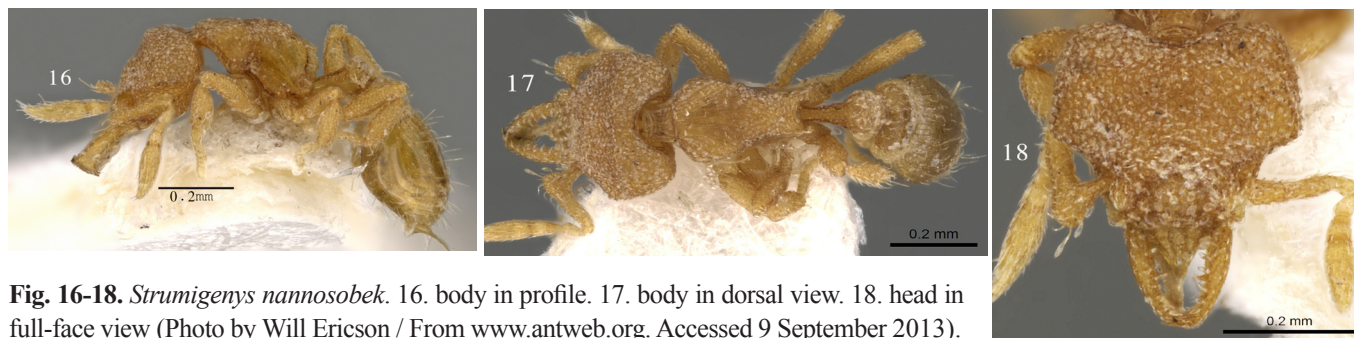 16
0.2mm
17
0.2 mm
18
0.2 mm
Fig. 16-18. Strumigenys nannosobek. 16. body in profile. 17. body in dorsal view. 18. head in
full-face view (Photo by Will Ericson / From www.antweb.org. Accessed 9 September 2013).